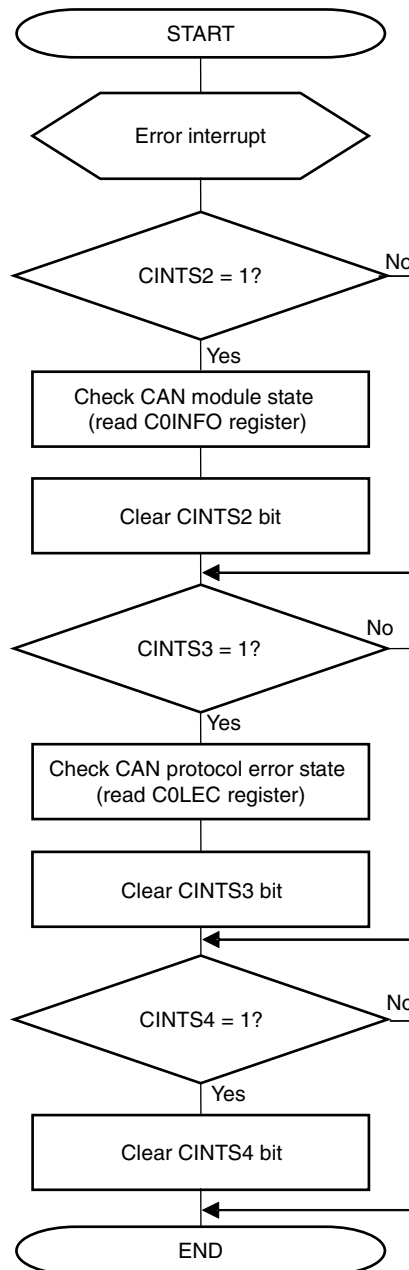 START
Error interrupt
CINTS2 = 1?
No
Yes
Check CAN module state
(read C0INFO register)
Clear CINTS2 bit
CINTS3 = 1?
No
Yes
Check CAN protocol error state
(read C0LEC register)
Clear CINTS3 bit
CINTS4 = 1?
No
Yes
Clear CINTS4 bit
END